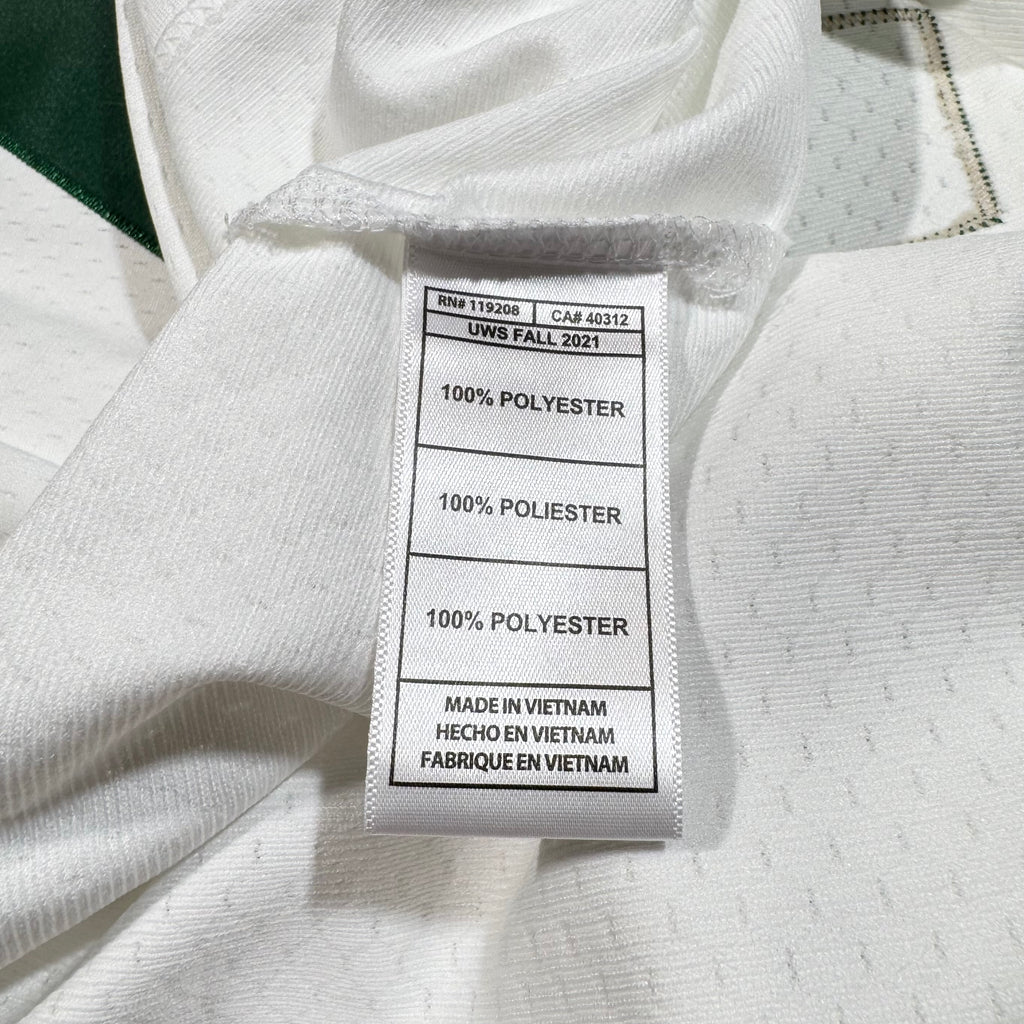 RN# 119208 CA# 40312
UWS FALL 2021
100% POLYESTER
100% POLIESTER
100% POLYESTER
MADE IN VIETNAM
HECHO EN VIETNAM
FABRIQUE EN VIETNAM